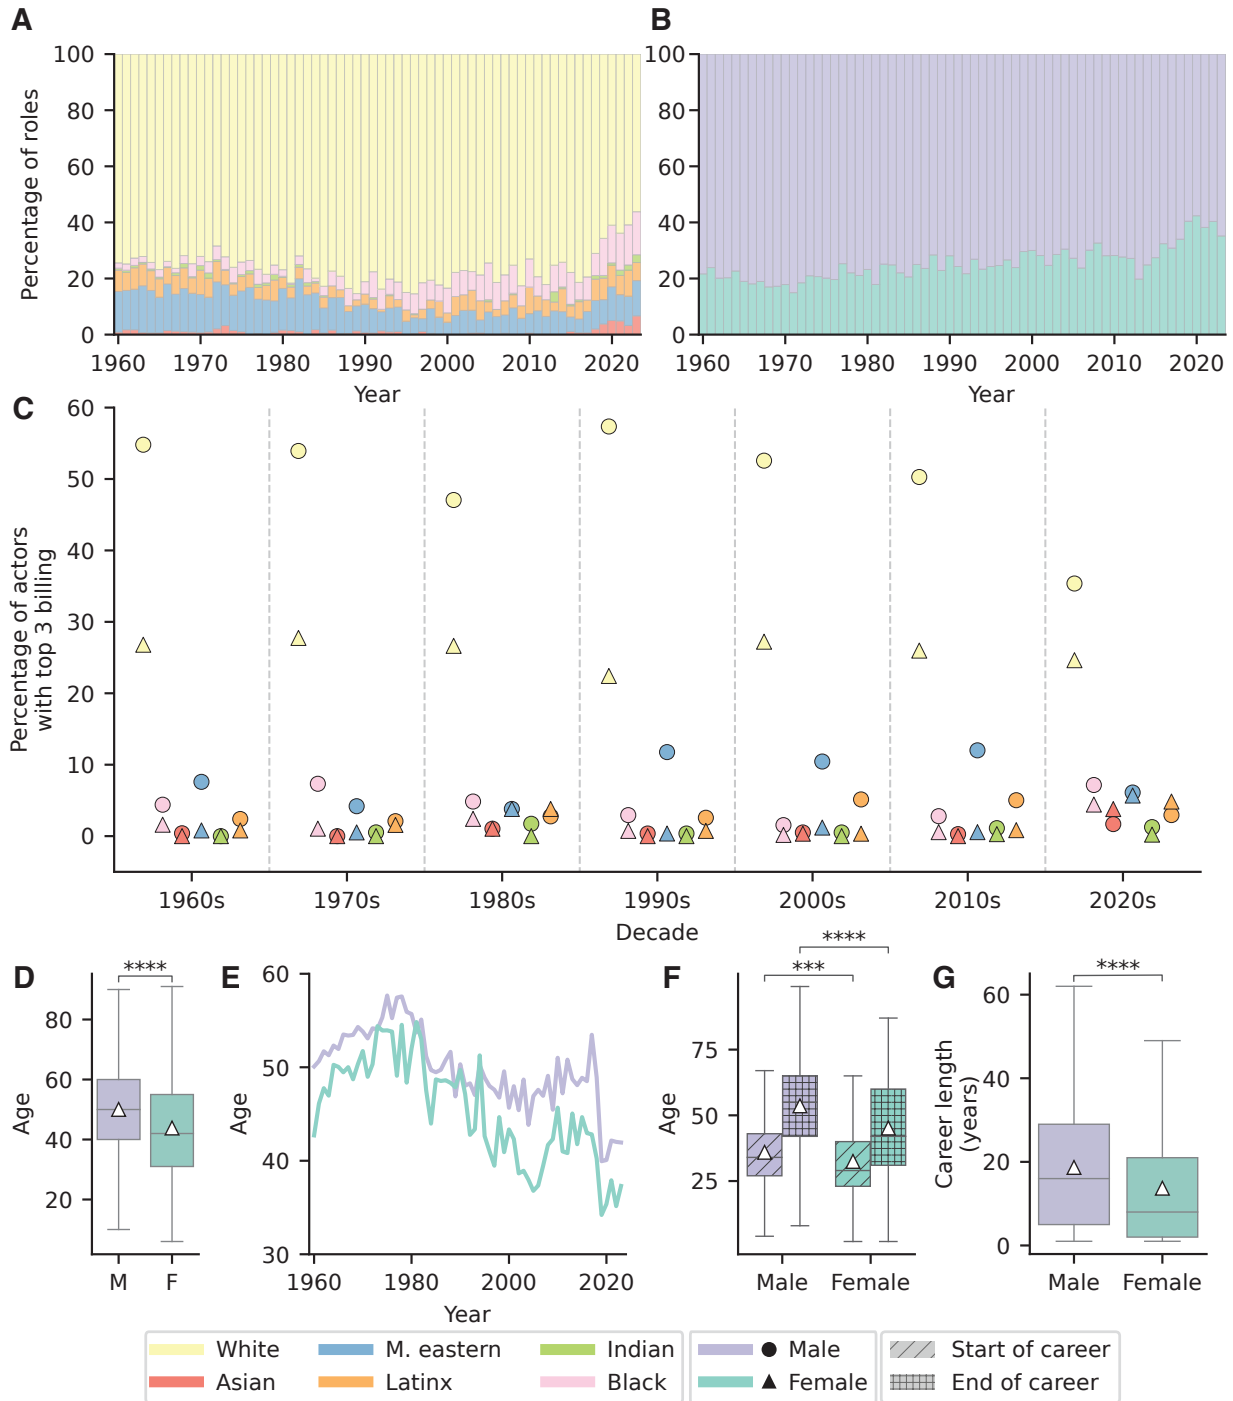 A
B
100
80
60
40
20
0
Percentage of roles
1960 1970 1980 1990 2000 2010 2020
Year
100
80
60
40
20
0
1960 1970 1980 1990 2000 2010 2020
Year
C
60
50
40
30
20
10
0
Percentage of actors
with top 3 billing
1960s 1970s 1980s 1990s 2000s 2010s 2020s
Decade
D
****
80
60
40
20
Age
M F
E
60
50
40
30
Age
1960 1980 2000 2020
Year
F
****
***
75
50
25
Age
Male Female
G
****
60
40
20
0
Career length
(years)
Male Female
White M. eastern Indian Male Start of career
Asian Latinx Black Female End of career